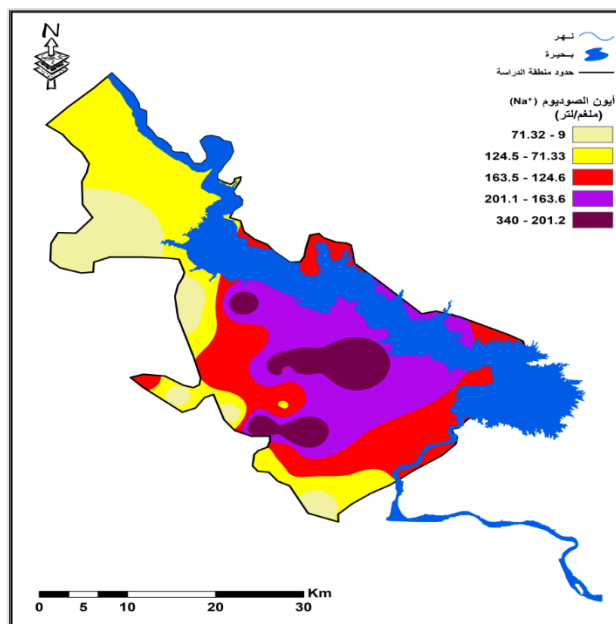 N
نهر
بحيرة
حدود منطقة الدراسة
أيون الصوديوم (Na⁺)
(ملغم/لتر)
71.32 - 9
124.5 - 71.33
163.5 - 124.6
201.1 - 163.6
340 - 201.2
Km
0 5 10 20 30